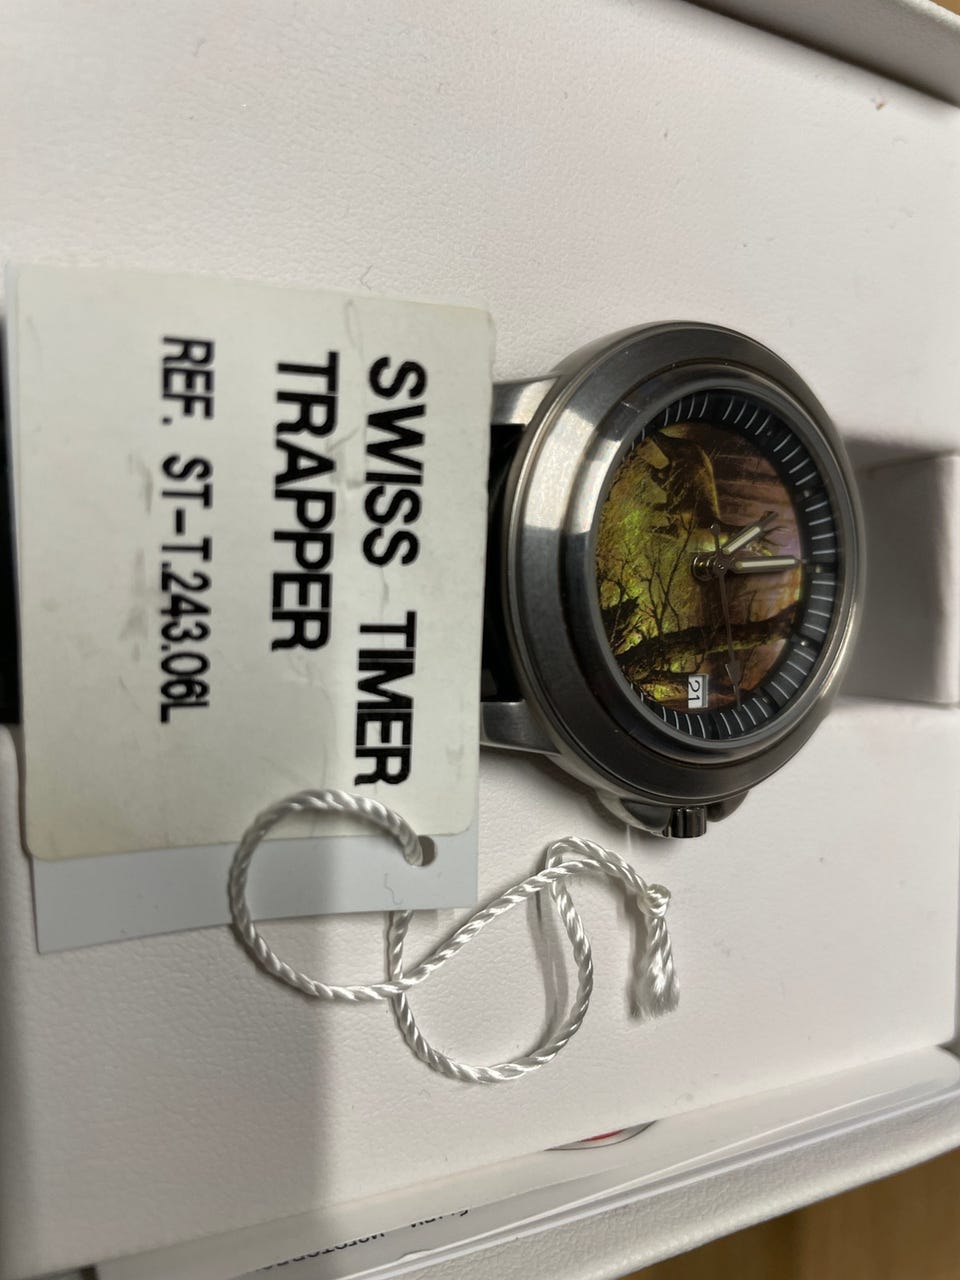 SWISS TIMER
TRAPPER
REF. ST-T.243.06L
21